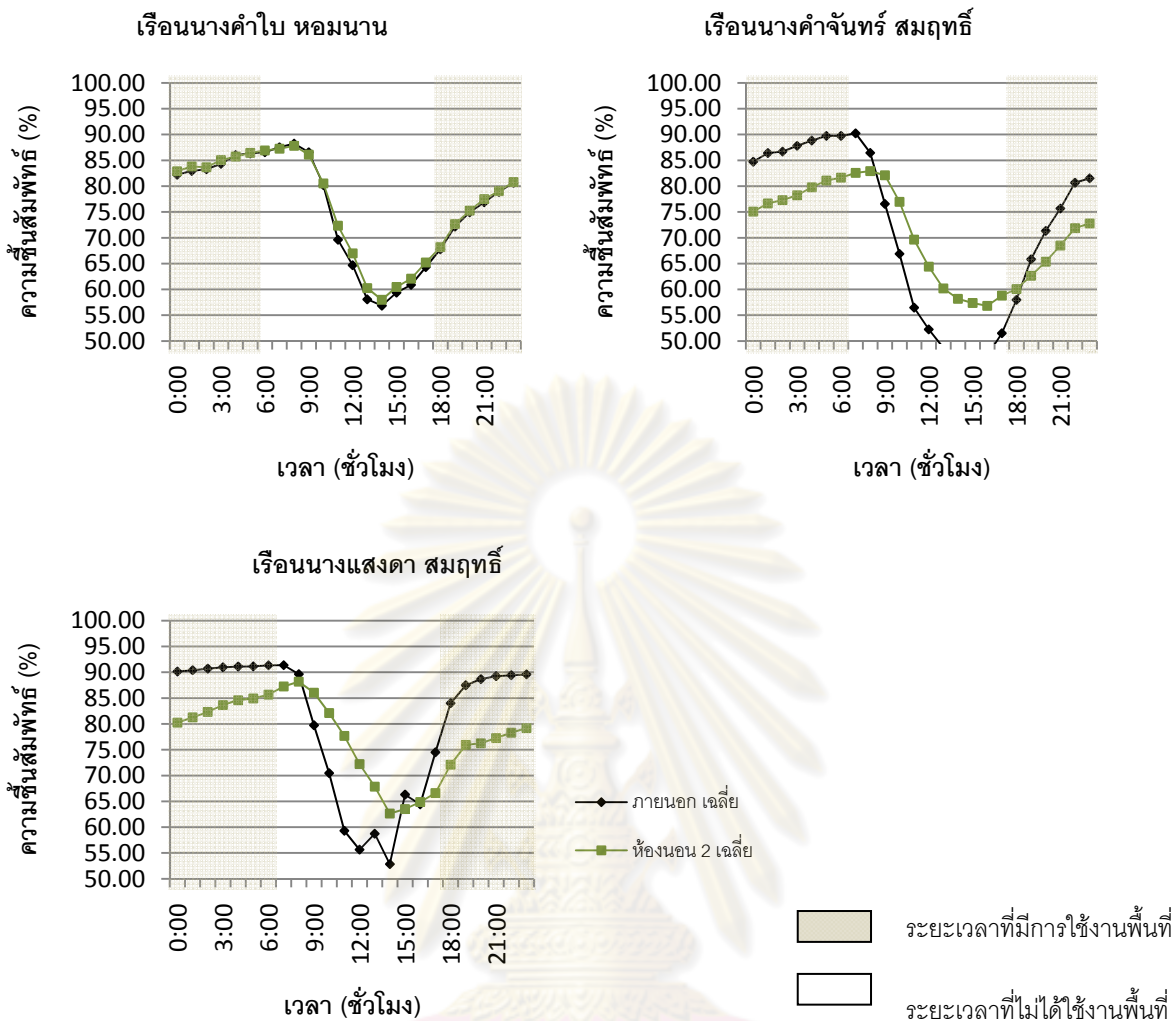 เรือนนางคำใบ หอมนาน
ความชื้นสัมพัทธ์ (%)
100.00
95.00
90.00
85.00
80.00
75.00
70.00
65.00
60.00
55.00
50.00
0:00 3:00 6:00 9:00 12:00 15:00 18:00 21:00
เวลา (ชั่วโมง)
เรือนนางคำจันทร์ สมฤทธิ์
ความชื้นสัมพัทธ์ (%)
100.00
95.00
90.00
85.00
80.00
75.00
70.00
65.00
60.00
55.00
50.00
0:00 3:00 6:00 9:00 12:00 15:00 18:00 21:00
เวลา (ชั่วโมง)
เรือนนางแสงดา สมฤทธิ์
ความชื้นสัมพัทธ์ (%)
100.00
95.00
90.00
85.00
80.00
75.00
70.00
65.00
60.00
55.00
50.00
0:00 3:00 6:00 9:00 12:00 15:00 18:00 21:00
เวลา (ชั่วโมง)
ภายนอก เฉลี่ย
ห้องนอน 2 เฉลี่ย
ระยะเวลาที่มีการใช้งานพื้นที่
ระยะเวลาที่ไม่ได้ใช้งานพื้นที่